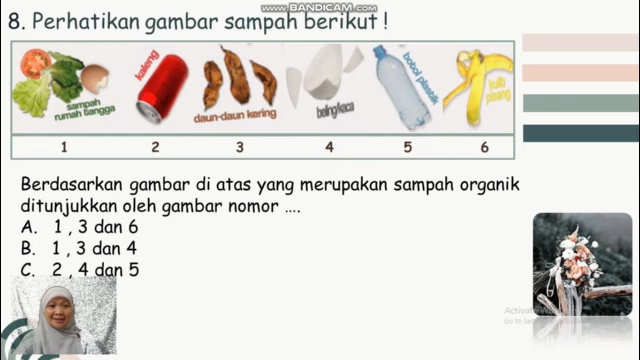 www.BANDICAM.com
8. Perhatikan gambar sampah berikut !
sampah rumah tangga
kaleng
daun-daun kering
beling/kaca
botol plastik
kulit pisang
1 2 3 4 5 6
Berdasarkan gambar di atas yang merupakan sampah organik
ditunjukkan oleh gambar nomor ....
A. 1 , 3 dan 6
B. 1 , 3 dan 4
C. 2 , 4 dan 5